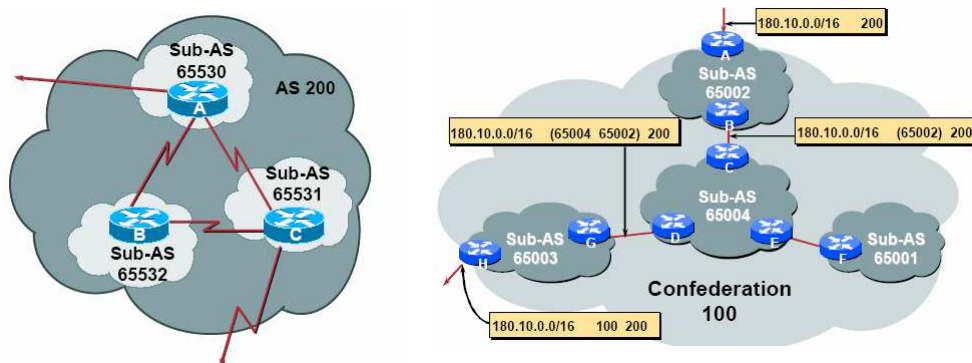 Sub-AS
65530
AS 200
A
Sub-AS
65531
B
C
Sub-AS
65532
180.10.0.0/16 200
A
Sub-AS
65002
B
180.10.0.0/16 (65004 65002) 200
180.10.0.0/16 (65002) 200
C
Sub-AS
65004
D
E
G
Sub-AS
65003
H
F
Sub-AS
65001
Confederation
100
180.10.0.0/16 100 200